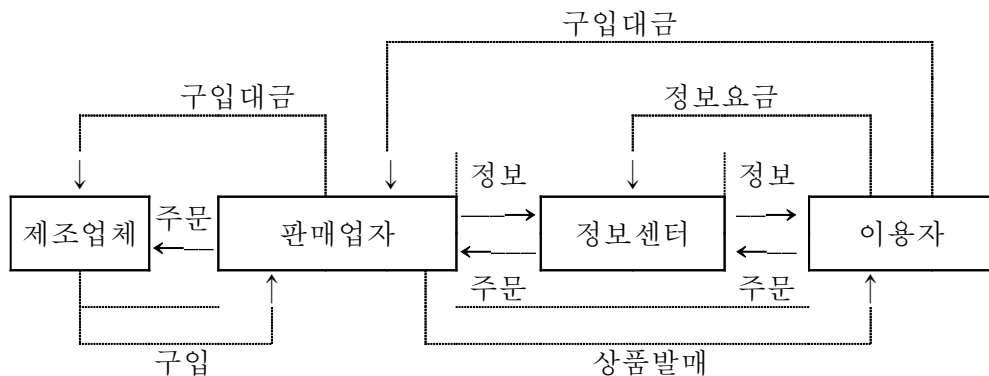 구입대금
구입대금 정보요금
정보 정보
주문
제조업체 판매업자 정보센터 이용자
주문 주문
구입 상품발매